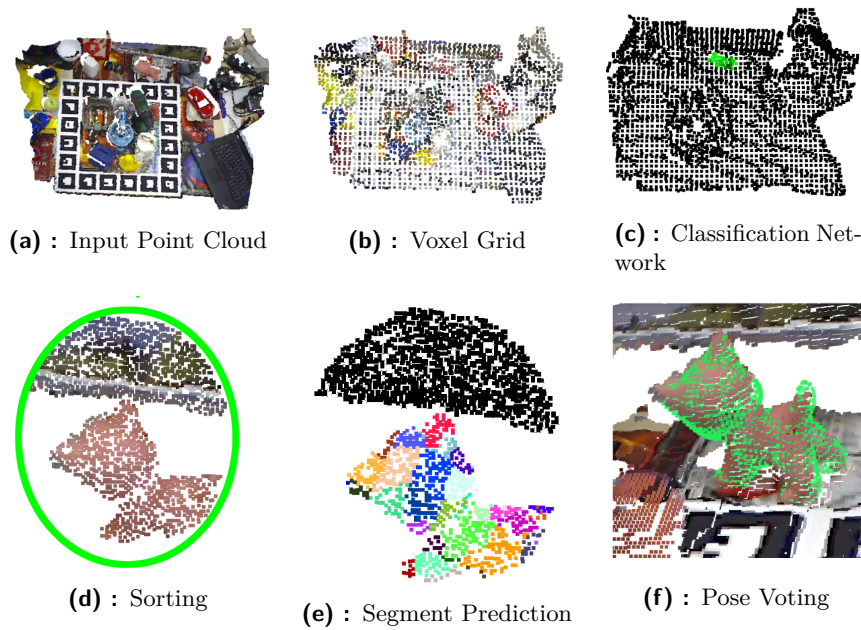 (a) : Input Point Cloud
(b) : Voxel Grid
(c) : Classification Net-
work
(d) : Sorting
(e) : Segment Prediction
(f) : Pose Voting